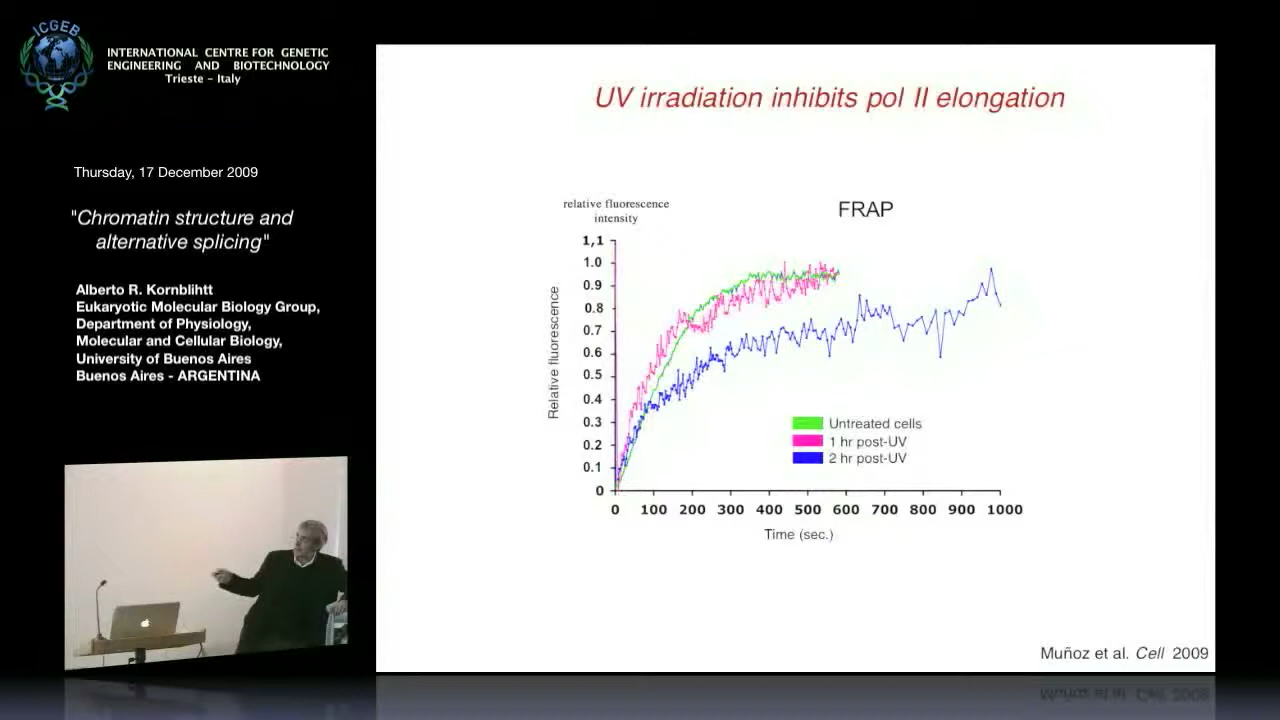 ICGEB
INTERNATIONAL CENTRE FOR GENETIC
ENGINEERING AND BIOTECHNOLOGY
Trieste - Italy
Thursday, 17 December 2009
"Chromatin structure and
alternative splicing"
Alberto R. Kornblihtt
Eukaryotic Molecular Biology Group,
Department of Physiology,
Molecular and Cellular Biology,
University of Buenos Aires
Buenos Aires - ARGENTINA
UV irradiation inhibits pol II elongation
relative fluorescence
intensity
FRAP
1,1
1.0
0.9
0.8
0.7
0.6
0.5
0.4
0.3
0.2
0.1
0
Relative fluorescence
Untreated cells
1 hr post-UV
2 hr post-UV
0 100 200 300 400 500 600 700 800 900 1000
Time (sec.)
Muñoz et al. Cell 2009